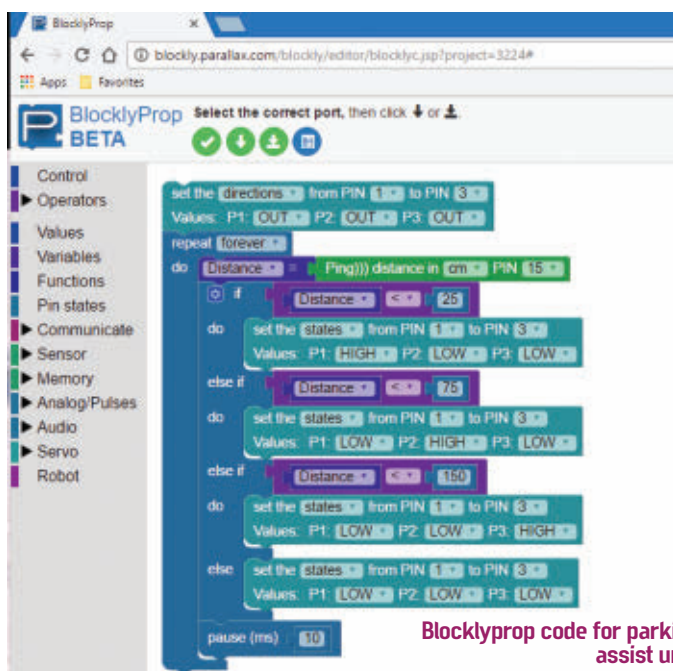 BlocklyProp
blockly.parallax.com/blockly/editor/blocklyc.jsp?project=3224#
Apps Favorites
BlocklyProp
BETA
Select the correct port, then click or
Control
Operators
Values
Variables
Functions
Pin states
Communicate
Sensor
Memory
Analog/Pulses
Audio
Servo
Robot
set the directions from PIN 1 to PIN 3
Values: P1: OUT P2: OUT P3: OUT
repeat forever
do Distance = Ping))) distance in cm PIN 15
if Distance < 25
do set the states from PIN 1 to PIN 3
Values: P1: HIGH P2: LOW P3: LOW
else if Distance < 75
do set the states from PIN 1 to PIN 3
Values: P1: LOW P2: HIGH P3: LOW
else if Distance < 150
do set the states from PIN 1 to PIN 3
Values: P1: LOW P2: LOW P3: HIGH
else set the states from PIN 1 to PIN 3
Values: P1: LOW P2: LOW P3: LOW
pause (ms) 10
Blocklyprop code for parki
assist u